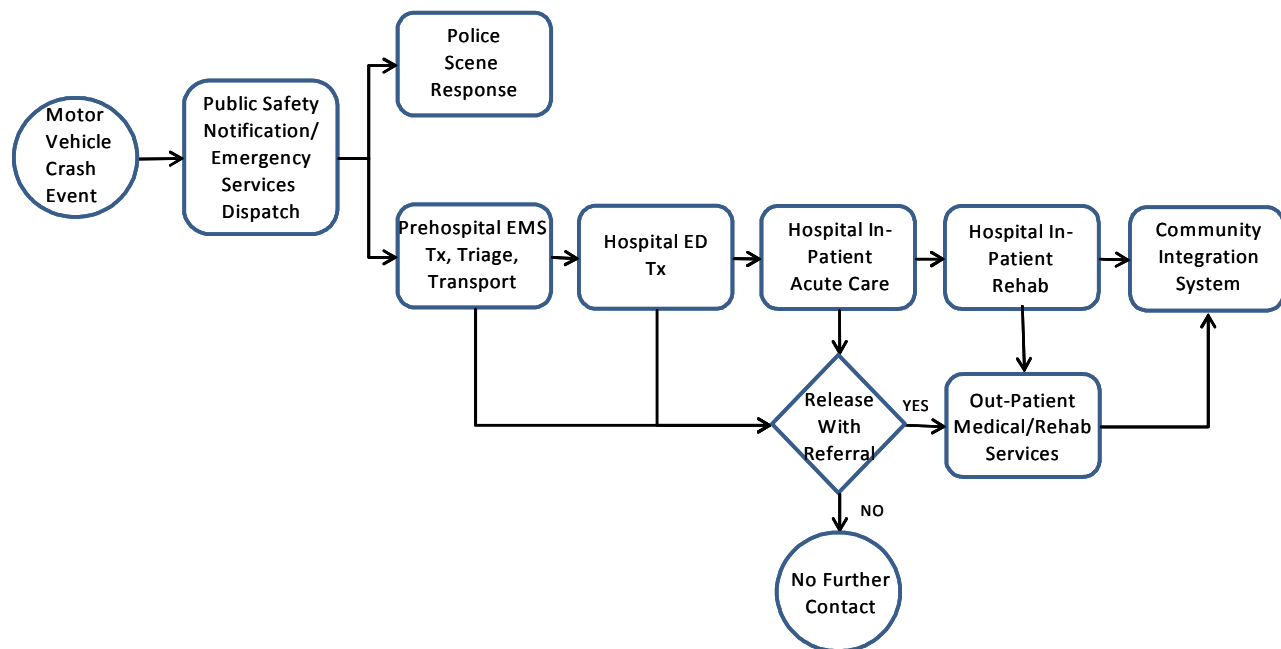 Police
Scene
Response
Motor
Vehicle
Crash
Event
Public Safety
Notification/
Emergency
Services
Dispatch
Prehospital EMS
Tx, Triage,
Transport
Hospital ED
Tx
Hospital In-
Patient
Acute Care
Hospital In-
Patient
Rehab
Community
Integration
System
Release
With
Referral
YES
Out-Patient
Medical/Rehab
Services
NO
No Further
Contact